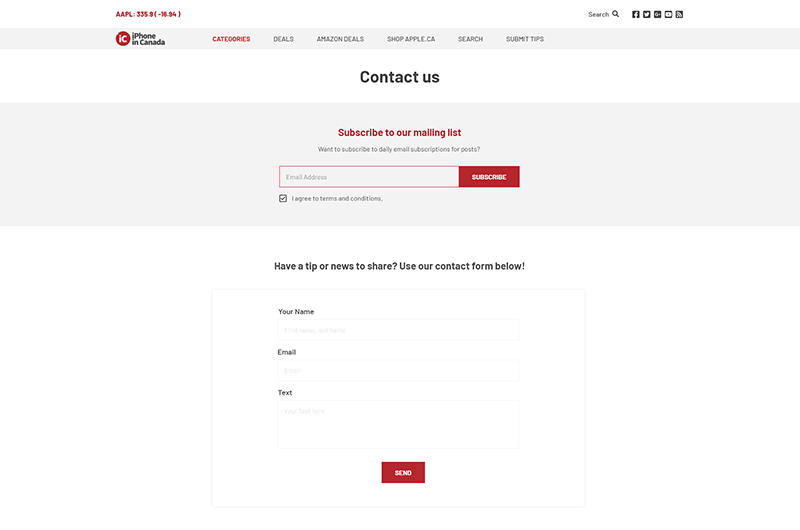 AAPL: 335.9 ( -16.94 )
Search
iC iPhone
in Canada
CATEGORIES DEALS AMAZON DEALS SHOP APPLE.CA SEARCH SUBMIT TIPS
Contact us
Subscribe to our mailing list
Want to subscribe to daily email subscriptions for posts?
Email Address
SUBSCRIBE
I agree to terms and conditions.
Have a tip or news to share? Use our contact form below!
Your Name
First name, last name
Email
Email
Text
Your Text here
SEND